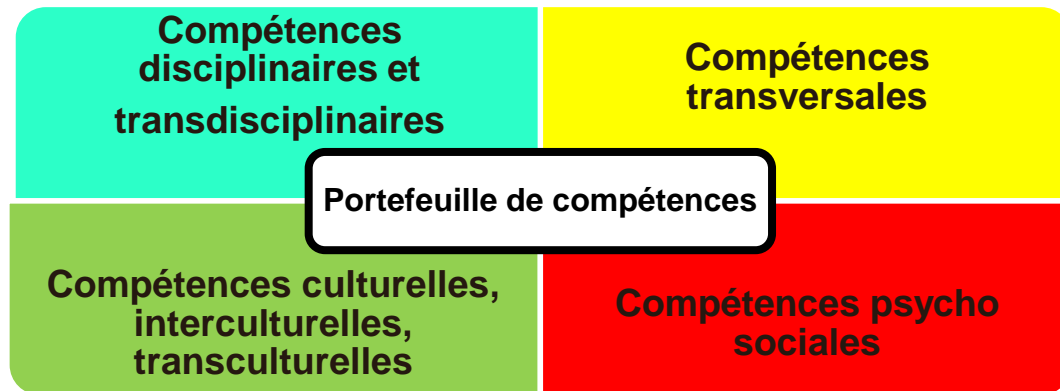 Compétences
disciplinaires et
transdisciplinaires
Compétences
transversales
Portefeuille de compétences
Compétences culturelles,
interculturelles,
transculturelles
Compétences psycho
sociales